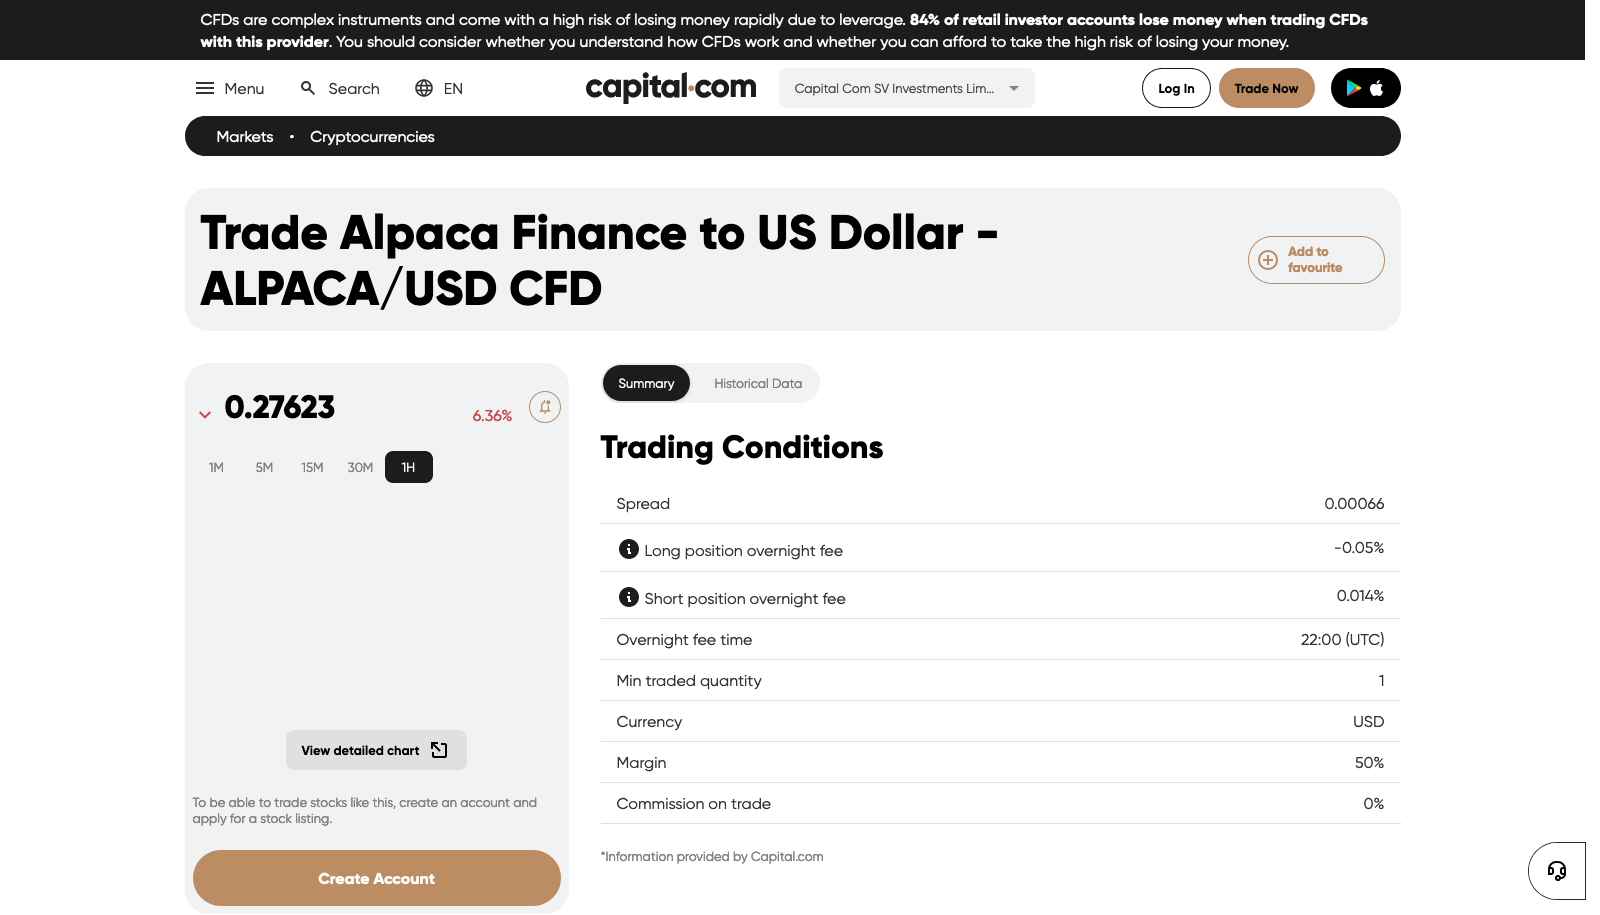 CFDs are complex instruments and come with a high risk of losing money rapidly due to leverage. 84% of retail investor accounts lose money when trading CFDs
with this provider. You should consider whether you understand how CFDs work and whether you can afford to take the high risk of losing your money.
Menu Search EN capital.com Capital Com SV Investments Lim... Log In Trade Now
Markets • Cryptocurrencies
Trade Alpaca Finance to US Dollar -
ALPACA/USD CFD
Add to
favourite
0.27623 6.36%
1M 5M 15M 30M 1H
View detailed chart
To be able to trade stocks like this, create an account and
apply for a stock listing.
Create Account
Summary Historical Data
Trading Conditions
Spread 0.00066
Long position overnight fee -0.05%
Short position overnight fee 0.014%
Overnight fee time 22:00 (UTC)
Min traded quantity 1
Currency USD
Margin 50%
Commission on trade 0%
*Information provided by Capital.com